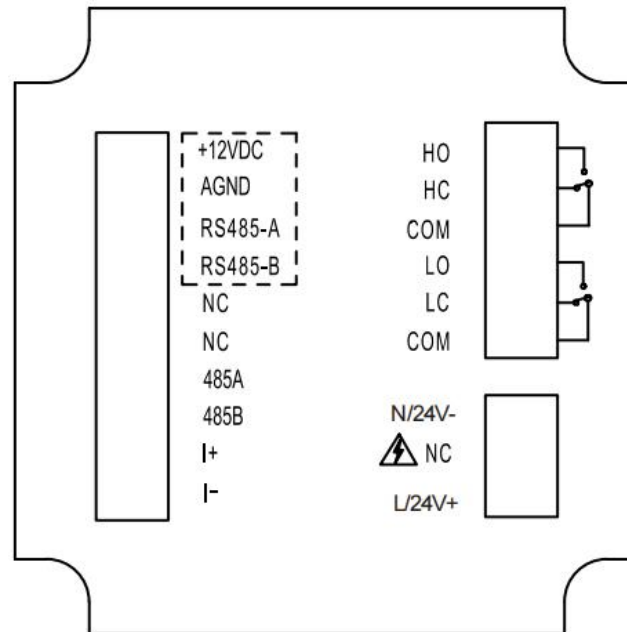 +12VDC
AGND
RS485-A
RS485-B
NC
NC
485A
485B
I+
I-
HO
HC
COM
LO
LC
COM
N/24V-
NC
L/24V+